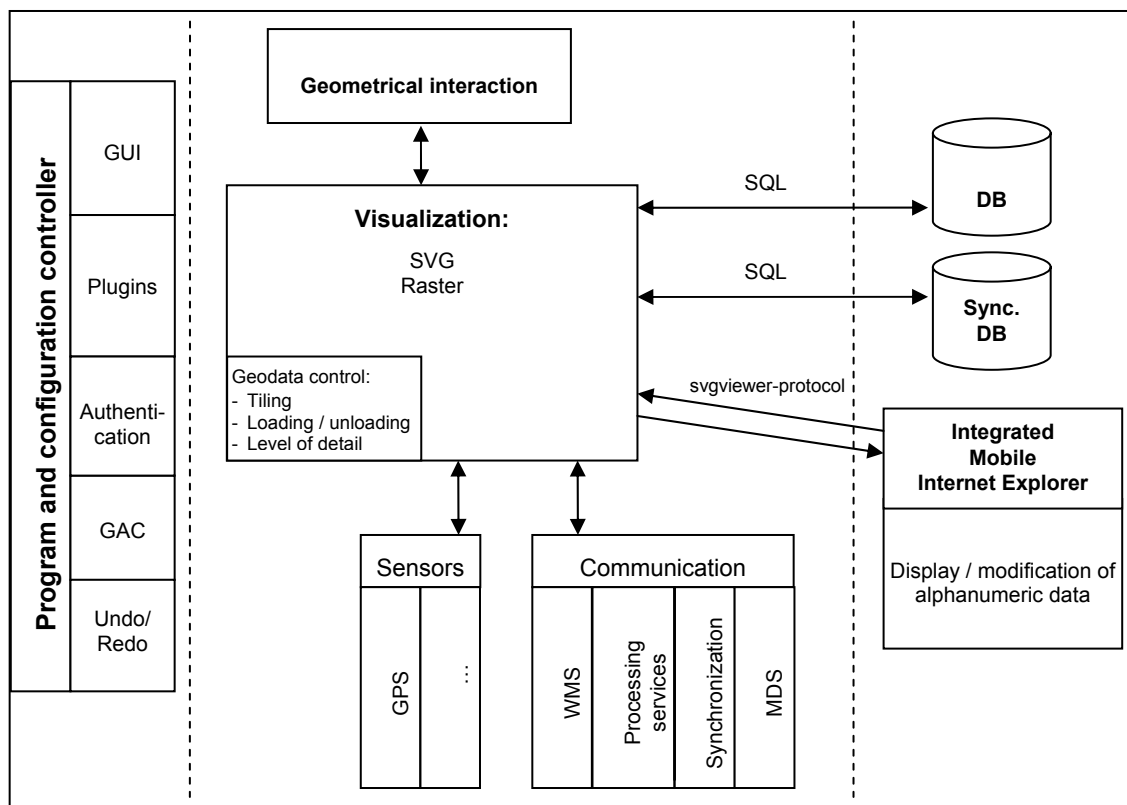 Program and configuration controller
GUI
Plugins
Authenti-
cation
GAC
Undo/
Redo
Geometrical interaction
Visualization:
SVG
Raster
Geodata control:
- Tiling
- Loading / unloading
- Level of detail
Sensors
GPS
...
Communication
WMS
Processing
services
Synchronization
MDS
SQL
DB
SQL
Sync.
DB
svgviewer-protocol
Integrated
Mobile
Internet Explorer
Display / modification of
alphanumeric data